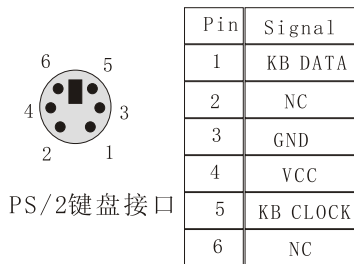 6 5
4 3
2 1
PS/2键盘接口
Pin Signal
1 KB DATA
2 NC
3 GND
4 VCC
5 KB CLOCK
6 NC